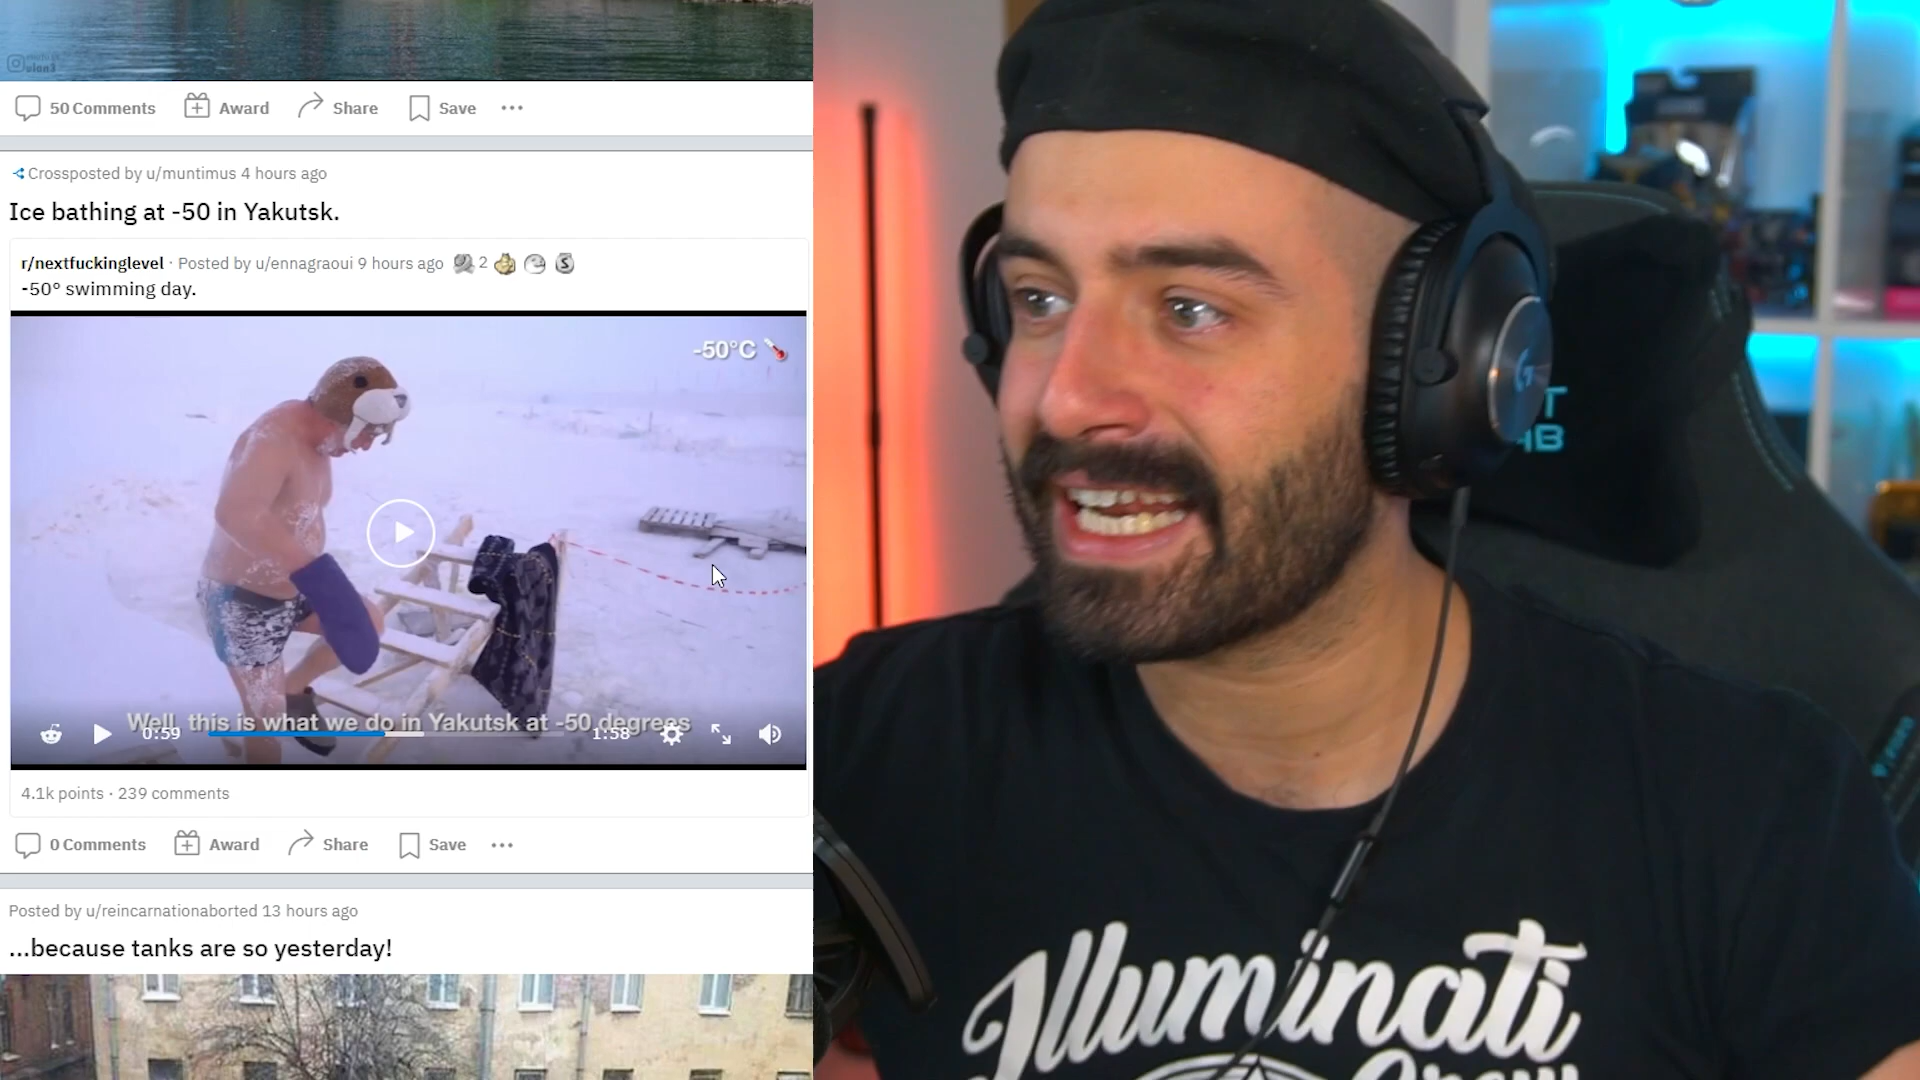 vlan3
50 Comments Award Share Save
Crossposted by u/muntimus 4 hours ago
Ice bathing at -50 in Yakutsk.
r/nextfuckinglevel · Posted by u/ennagraoui 9 hours ago 2
-50° swimming day.
-50°C
Well, this is what we do in Yakutsk at -50 degrees
0:59 1:58
4.1k points · 239 comments
0 Comments Award Share Save
Posted by u/reincarnationaborted 13 hours ago
...because tanks are so yesterday!
Illuminati
Crew